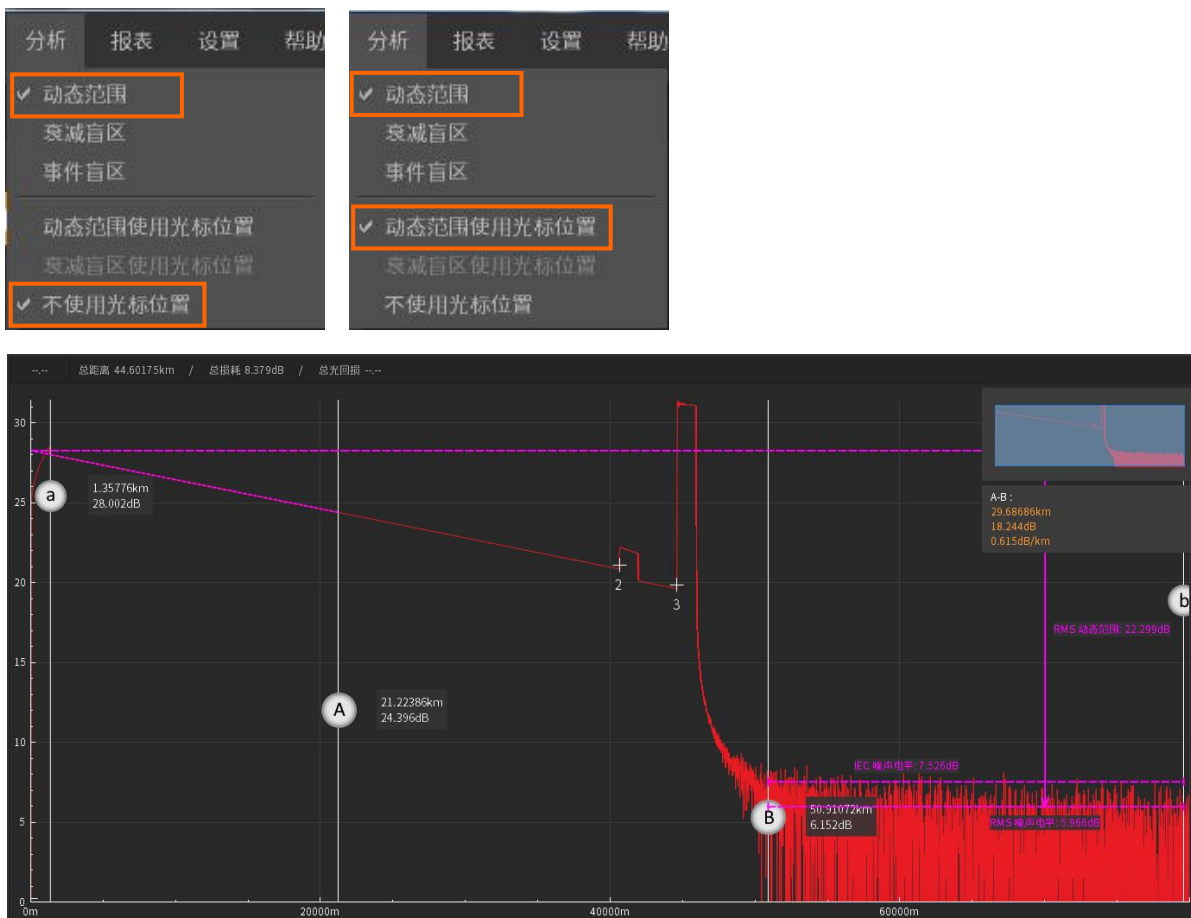 分析 报表 设置 帮助
✓ 动态范围
衰减盲区
事件盲区
动态范围使用光标位置
衰减盲区使用光标位置
✓ 不使用光标位置
分析 报表 设置 帮助
✓ 动态范围
衰减盲区
事件盲区
✓ 动态范围使用光标位置
衰减盲区使用光标位置
不使用光标位置
--.-- 总距离 44.60175km / 总损耗 8.379dB / 总光回损 --.--
30
25
20
15
10
5
0
a
1.35776km
28.002dB
A
21.22386km
24.396dB
2
3
A-B :
29.68686km
18.244dB
0.615dB/km
b
RMS 动态范围: 22.299dB
IEC 噪声电平: 7.526dB
B
50.91072km
6.152dB
RMS 噪声电平: 5.966dB
0m 20000m 40000m 60000m